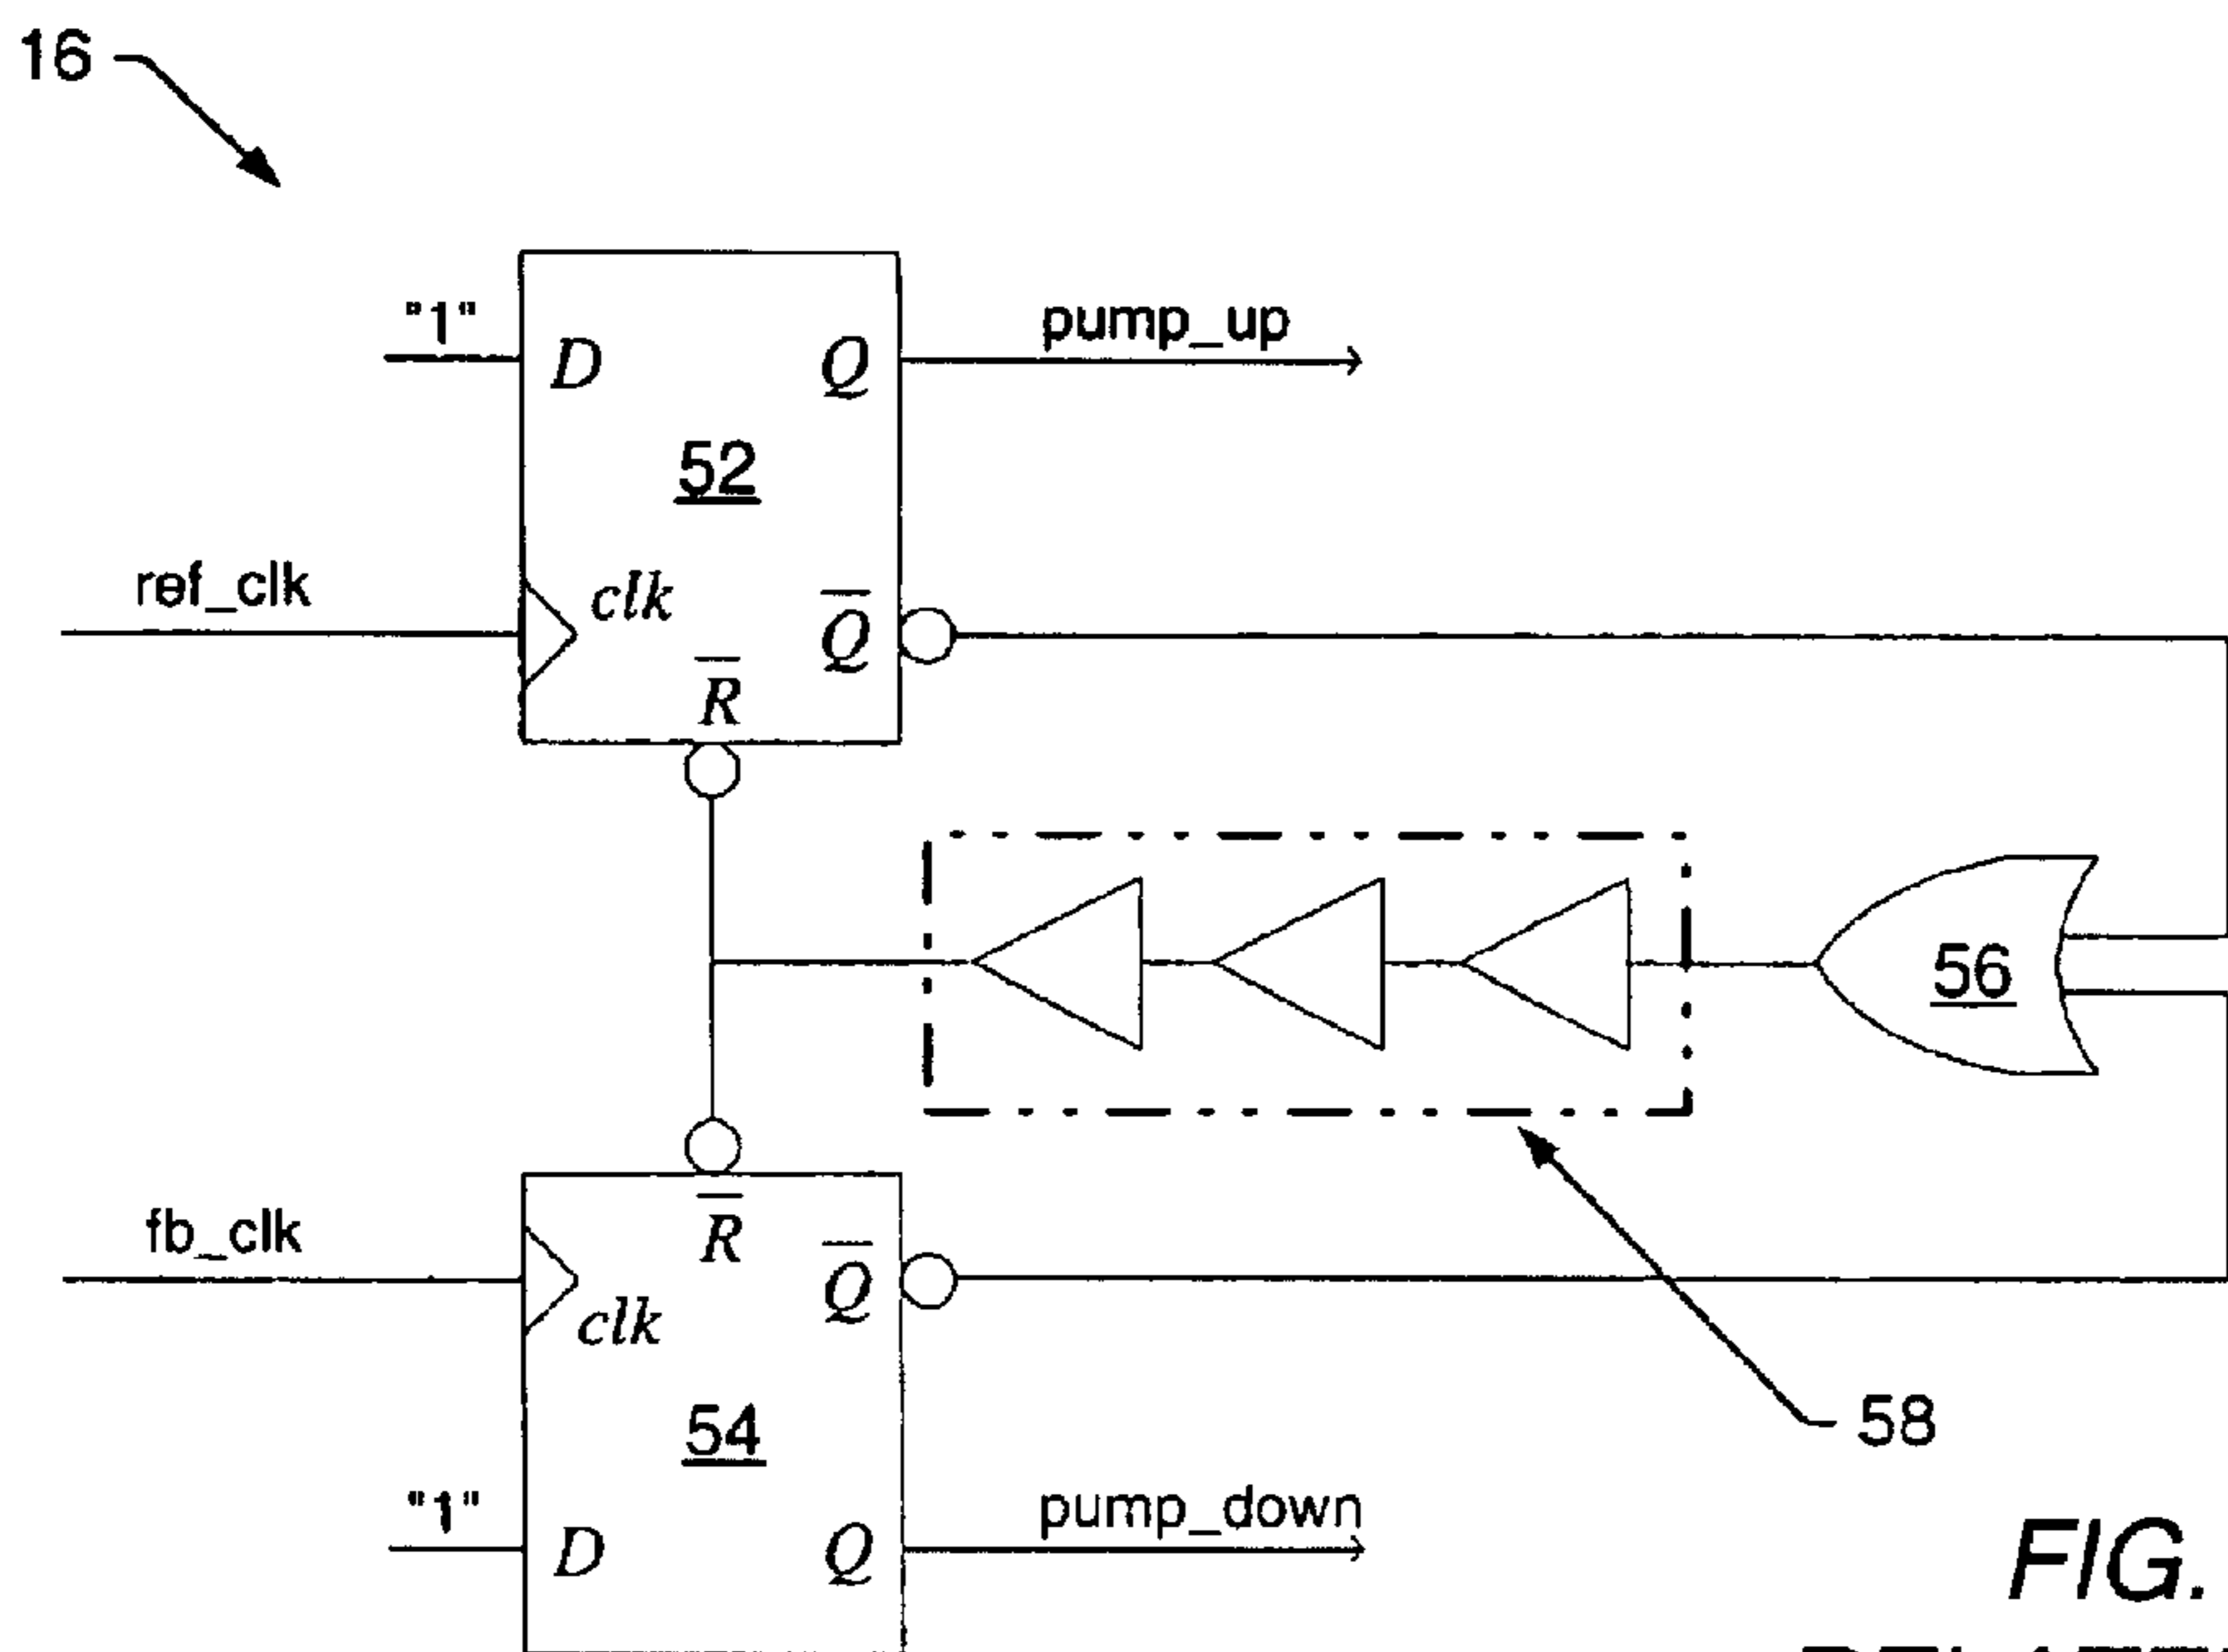 16
"1"
D
Q
pump_up
52
ref_clk
clk
Q̅
R̅
56
fb_clk
R̅
Q̅
clk
58
54
"1"
D
Q
pump_down
FIG.